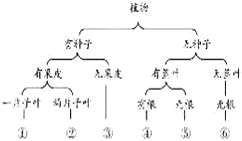 植物
有种子 无种子
有果皮 无果皮 有茎叶 无茎叶
一片子叶 两片子叶 有根 无根 无根
① ② ③ ④ ⑤ ⑥